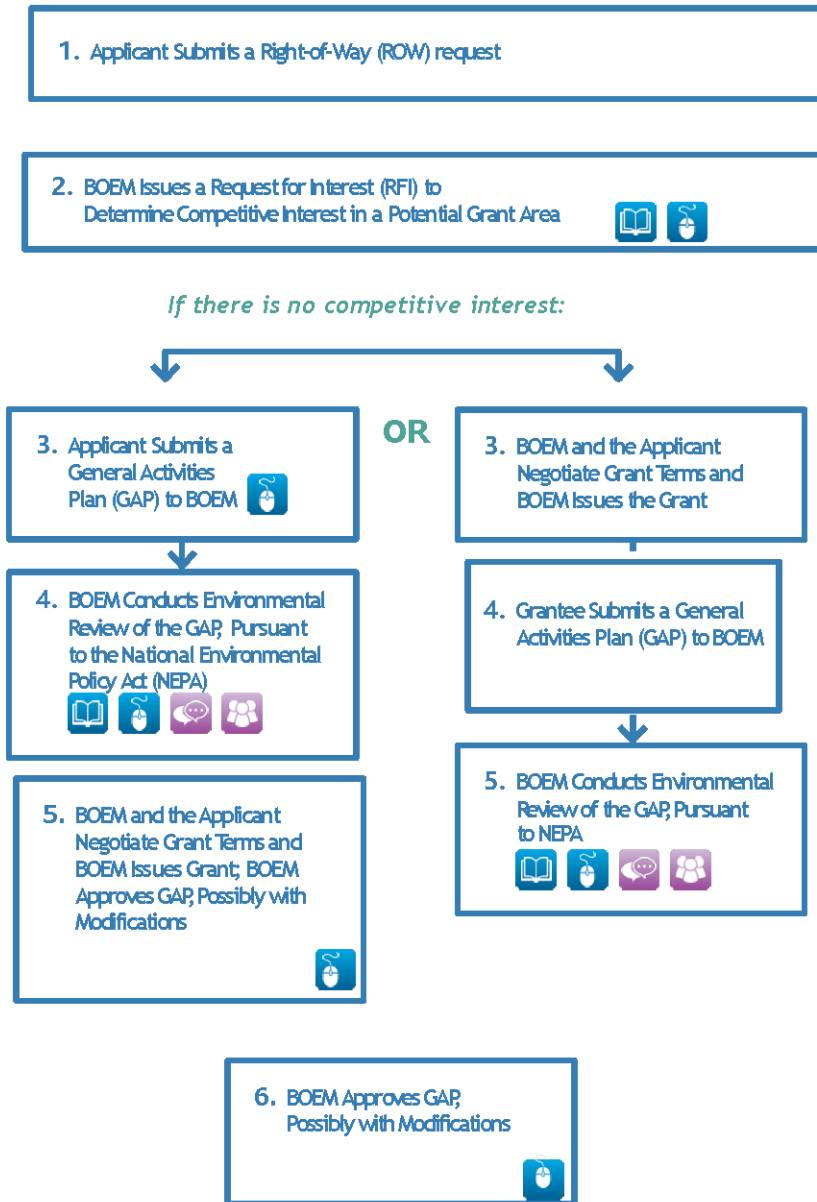 1. Applicant Submits a Right-of-Way (ROW) request
2. BOEM Issues a Request for Interest (RFI) to
Determine Competitive Interest in a Potential Grant Area
If there is no competitive interest:
3. Applicant Submits a
General Activities
Plan (GAP) to BOEM
OR
3. BOEM and the Applicant
Negotiate Grant Terms and
BOEM Issues the Grant
4. BOEM Conducts Environmental
Review of the GAP, Pursuant
to the National Environmental
Policy Act (NEPA)
4. Grantee Submits a General
Activities Plan (GAP) to BOEM
5. BOEM and the Applicant
Negotiate Grant Terms and
BOEM Issues Grant; BOEM
Approves GAP, Possibly with
Modifications
5. BOEM Conducts Environmental
Review of the GAP, Pursuant
to NEPA
6. BOEM Approves GAP,
Possibly with Modifications